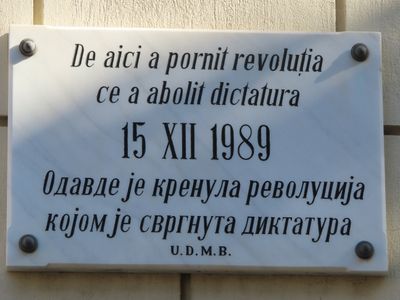 De aici a pornit revoluția
ce a abolit dictatura
15 XII 1989
Одавде је кренула револуција
којом је свргнута диктатура
U.D.M.B.